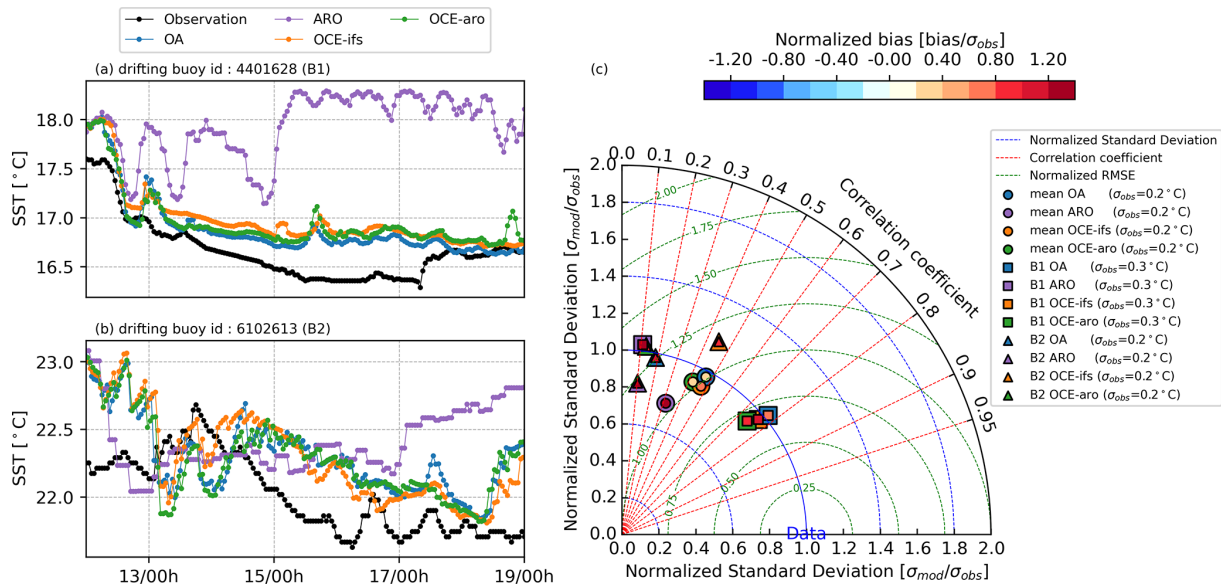 Observation
OA
ARO
OCE-ifs
OCE-aro
(a) drifting buoy id : 4401628 (B1)
SST [°C]
18.0
17.5
17.0
16.5
(b) drifting buoy id : 6102613 (B2)
SST [°C]
23.0
22.5
22.0
13/00h
15/00h
17/00h
19/00h
(c)
Normalized bias [bias/σobs]
-1.20 -0.80 -0.40 -0.00 0.40 0.80 1.20
Normalized Standard Deviation
Correlation coefficient
Normalized RMSE
mean OA (σobs=0.2°C)
mean ARO (σobs=0.2°C)
mean OCE-ifs (σobs=0.2°C)
mean OCE-aro (σobs=0.2°C)
B1 OA (σobs=0.3°C)
B1 ARO (σobs=0.3°C)
B1 OCE-ifs (σobs=0.3°C)
B1 OCE-aro (σobs=0.3°C)
B2 OA (σobs=0.2°C)
B2 ARO (σobs=0.2°C)
B2 OCE-ifs (σobs=0.2°C)
B2 OCE-aro (σobs=0.2°C)
Correlation coefficient
0.0
0.1
0.2
0.3
0.4
0.5
0.6
0.7
0.8
0.9
0.95
Normalized Standard Deviation [σmod/σobs]
2.0
1.8
1.6
1.4
1.2
1.0
0.8
0.6
0.4
0.2
0.0
2.00
1.75
1.50
1.25
1.00
0.75
0.50
0.25
Data
0.0 0.2 0.4 0.6 0.8 1.0 1.2 1.4 1.6 1.8 2.0
Normalized Standard Deviation [σmod/σobs]